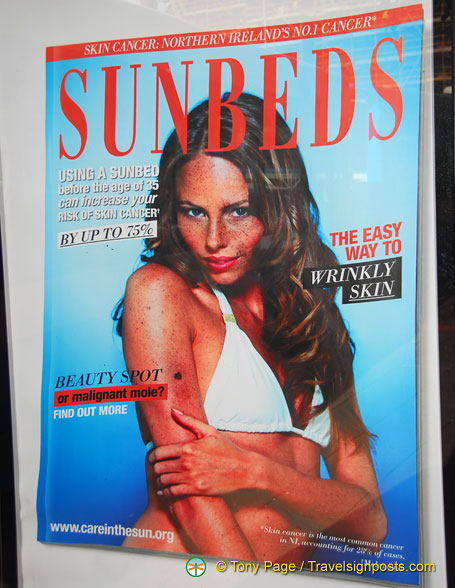 SKIN CANCER: NORTHERN IRELAND'S NO.1 CANCER*
SUNBEDS
USING A SUNBED
before the age of 35
can increase your
RISK OF SKIN CANCER
BY UP TO 75%
THE EASY
WAY TO
WRINKLY
SKIN
BEAUTY SPOT
or malignant mole?
FIND OUT MORE
www.careinthesun.org
*Skin cancer is the most common cancer
in NI, accounting for 28% of cases.
© Tony Page / Travelsignposts.com